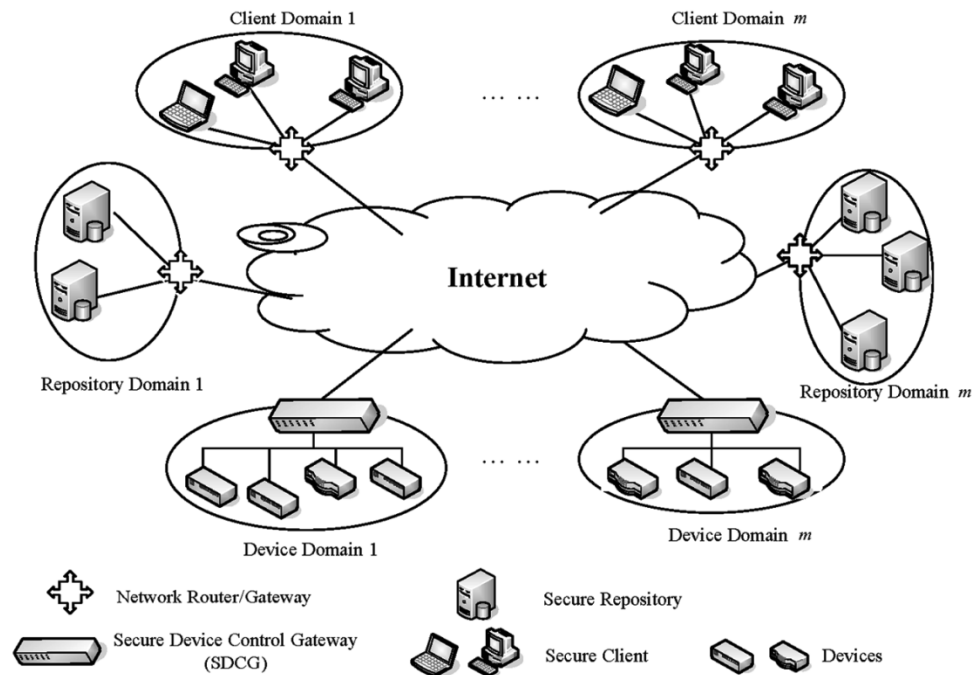 Client Domain 1
Client Domain m
... ...
Internet
Repository Domain 1
Repository Domain m
... ...
Device Domain 1
Device Domain m
Network Router/Gateway
Secure Repository
Secure Device Control Gateway
(SDCG)
Secure Client
Devices